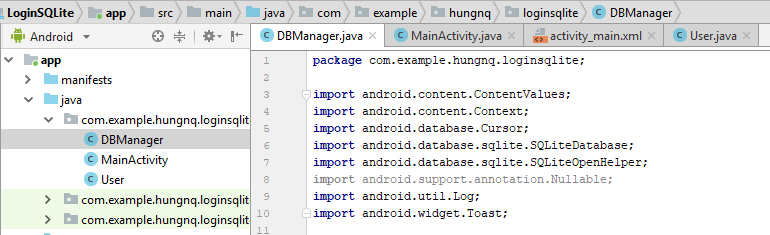 LoginSQLite app src main java com example hungnq loginsqlite DBManager
Android DBManager.java MainActivity.java activity_main.xml User.java
app
manifests
java
com.example.hungnq.loginsqlit
DBManager
MainActivity
User
com.example.hungnq.loginsqlit
com.example.hungnq.loginsqlit
1 package com.example.hungnq.loginsqlite;
2
3 import android.content.ContentValues;
4 import android.content.Context;
5 import android.database.Cursor;
6 import android.database.sqlite.SQLiteDatabase;
7 import android.database.sqlite.SQLiteOpenHelper;
8 import android.support.annotation.Nullable;
9 import android.util.Log;
10 import android.widget.Toast;
11